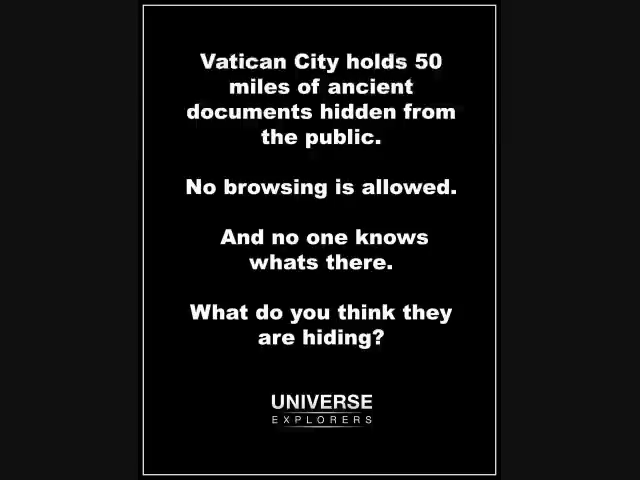 Vatican City holds 50
miles of ancient
documents hidden from
the public.
No browsing is allowed.
And no one knows
whats there.
What do you think they
are hiding?
UNIVERSE
EXPLORERS